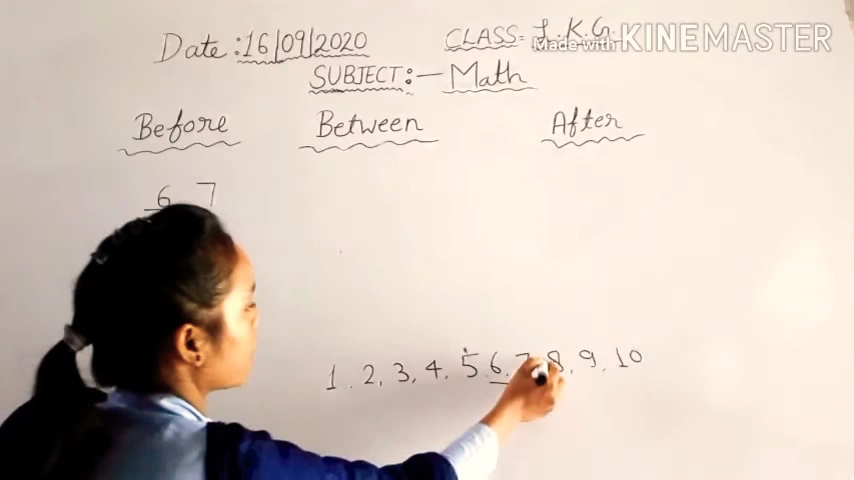 Date : 16/09/2020 CLASS = L.K.G.
Made with KINEMASTER
SUBJECT :- Math
Before Between After
6 7
1, 2, 3, 4, 5, 6, 7, 8, 9, 10